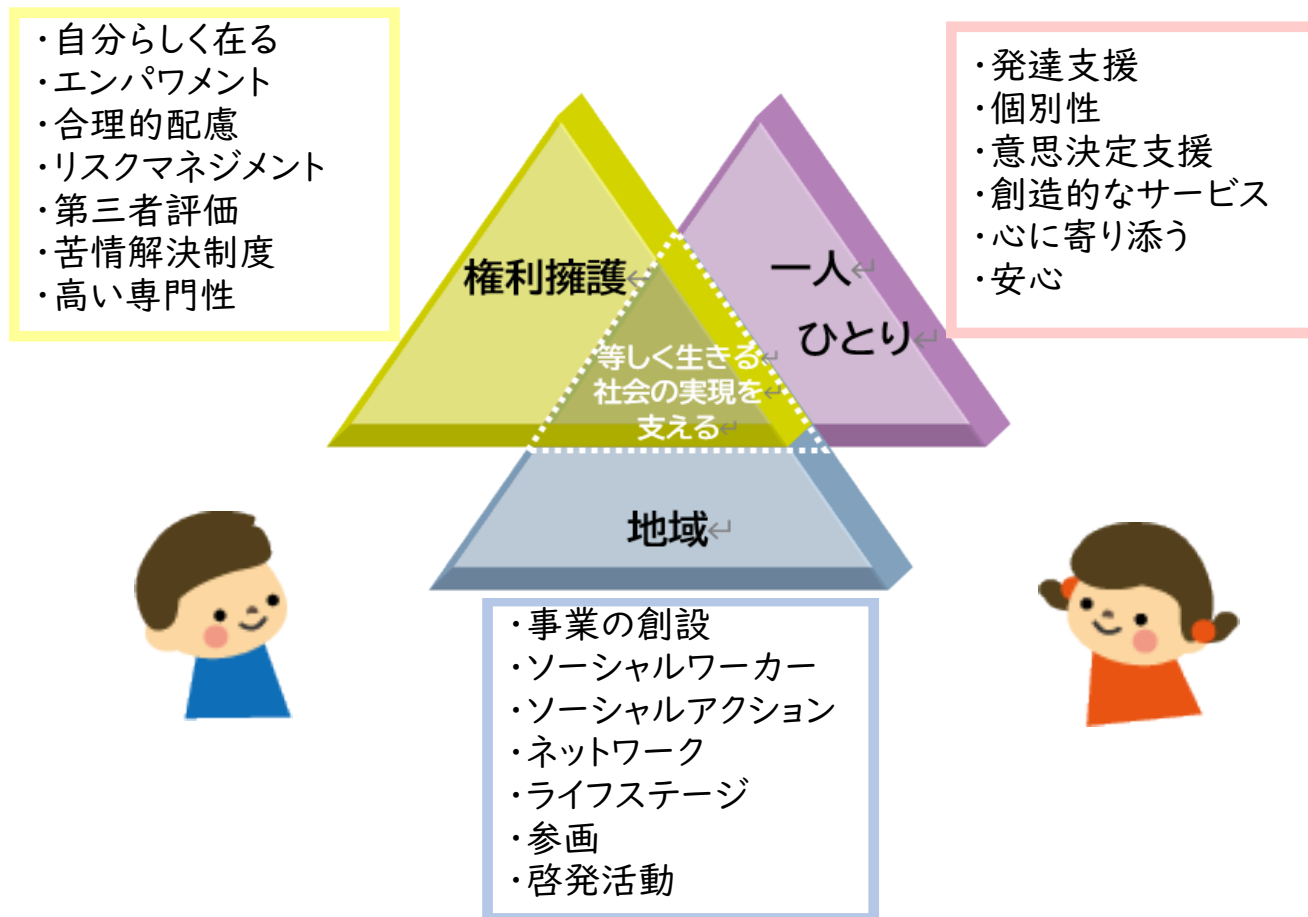 ・自分らしく在る
・エンパワメント
・合理的配慮
・リスクマネジメント
・第三者評価
・苦情解決制度
・高い専門性
・発達支援
・個別性
・意思決定支援
・創造的なサービス
・心に寄り添う
・安心
権利擁護↵
一人↵
ひとり↵
等しく生きる↵
社会の実現を↵
支える↵
地域↵
・事業の創設
・ソーシャルワーカー
・ソーシャルアクション
・ネットワーク
・ライフステージ
・参画
・啓発活動